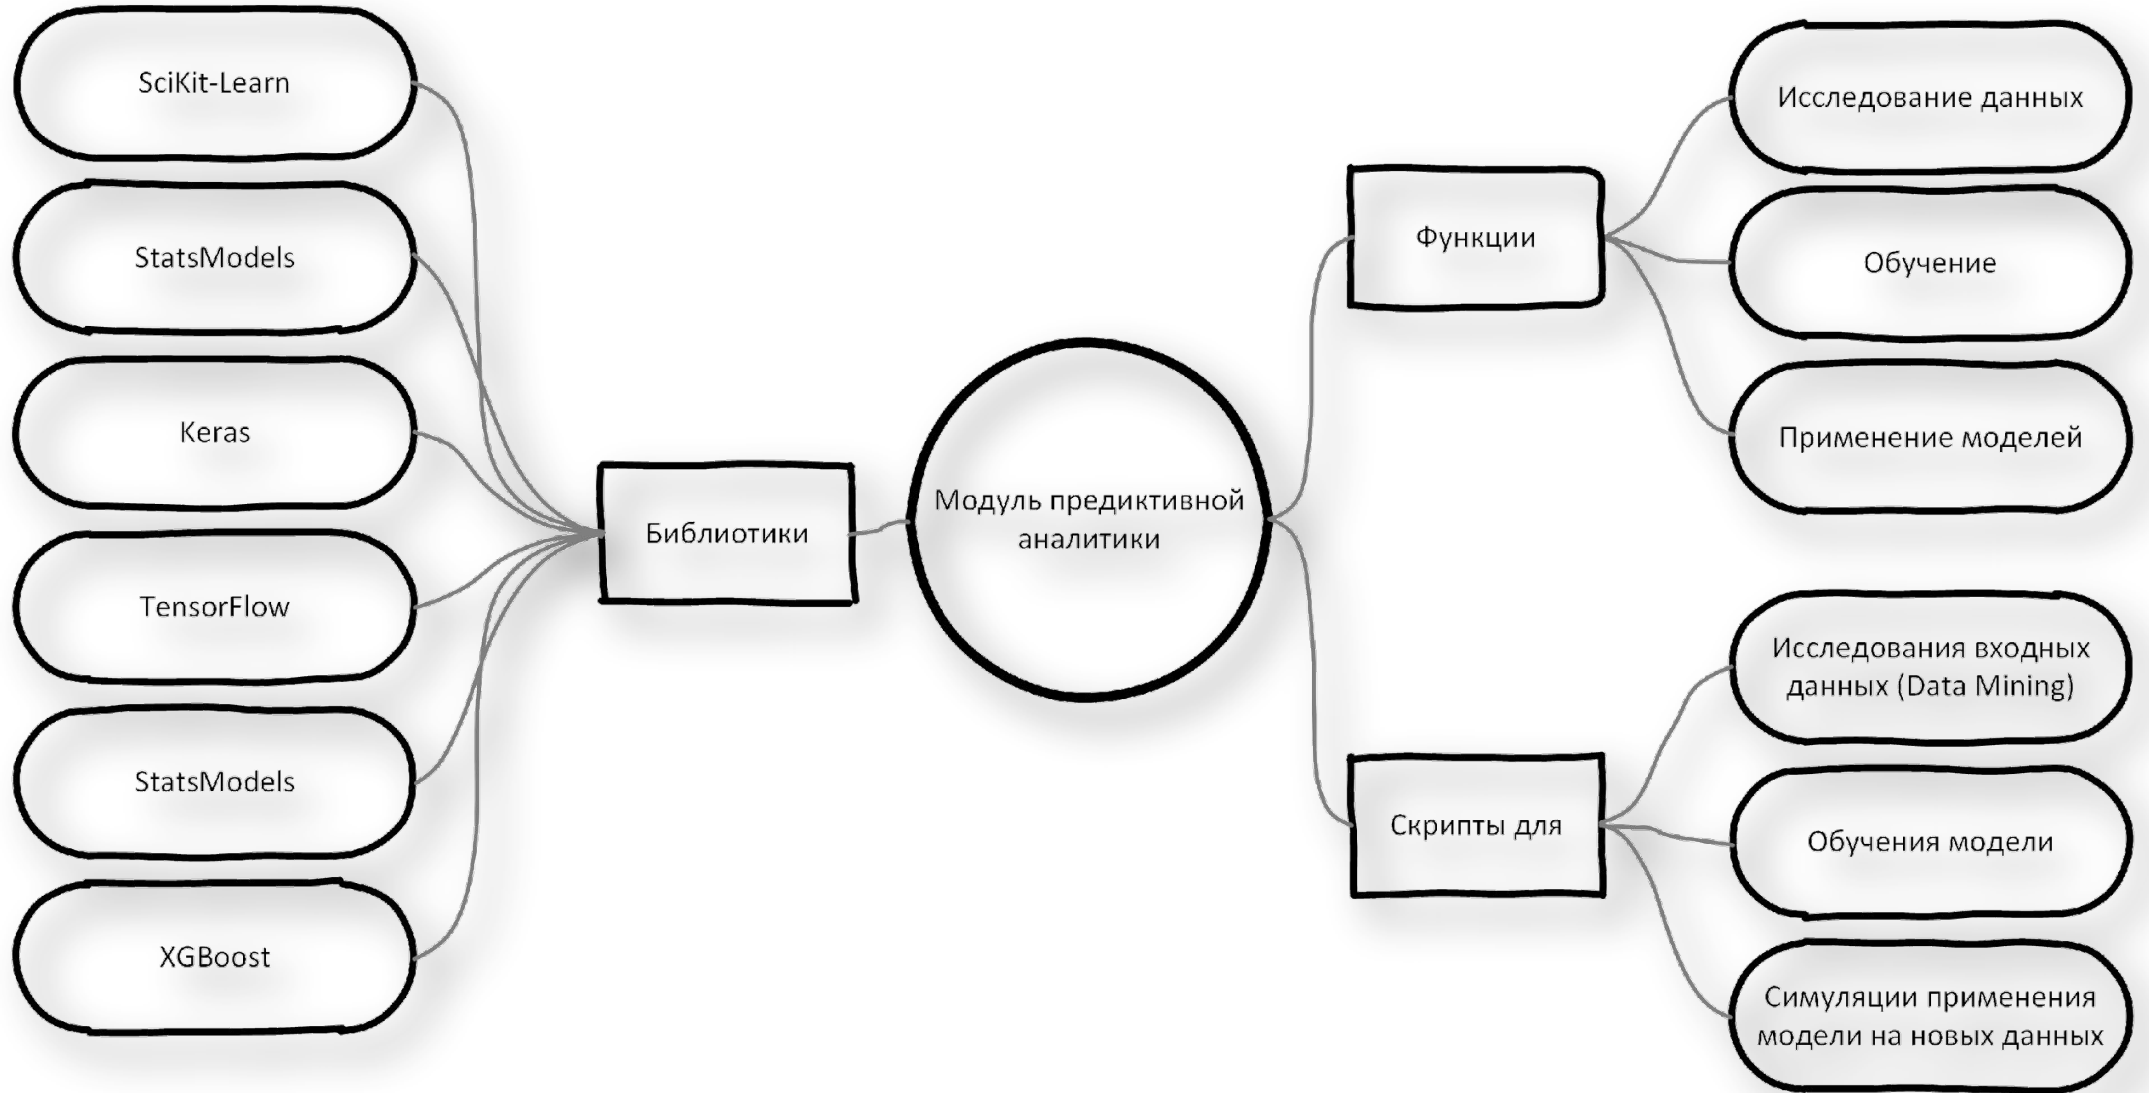 SciKit-Learn
StatsModels
Keras
TensorFlow
StatsModels
XGBoost
Библиотеки
Модуль предиктивной
аналитики
Функции
Исследование данных
Обучение
Применение моделей
Скрипты для
Исследования входных
данных (Data Mining)
Обучения модели
Симуляции применения
модели на новых данных